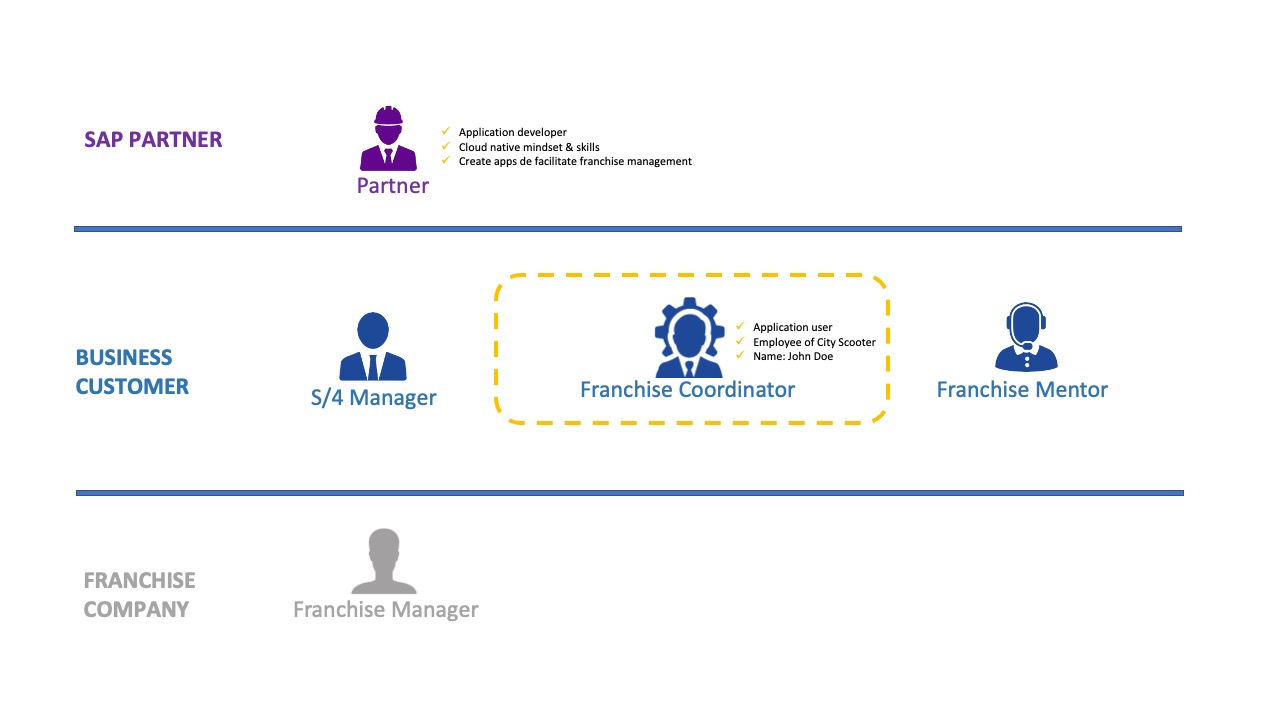 SAP PARTNER
Application developer
Cloud native mindset & skills
Create apps de facilitate franchise management
Partner
BUSINESS
CUSTOMER
S/4 Manager
Application user
Employee of City Scooter
Name: John Doe
Franchise Coordinator
Franchise Mentor
FRANCHISE
COMPANY
Franchise Manager